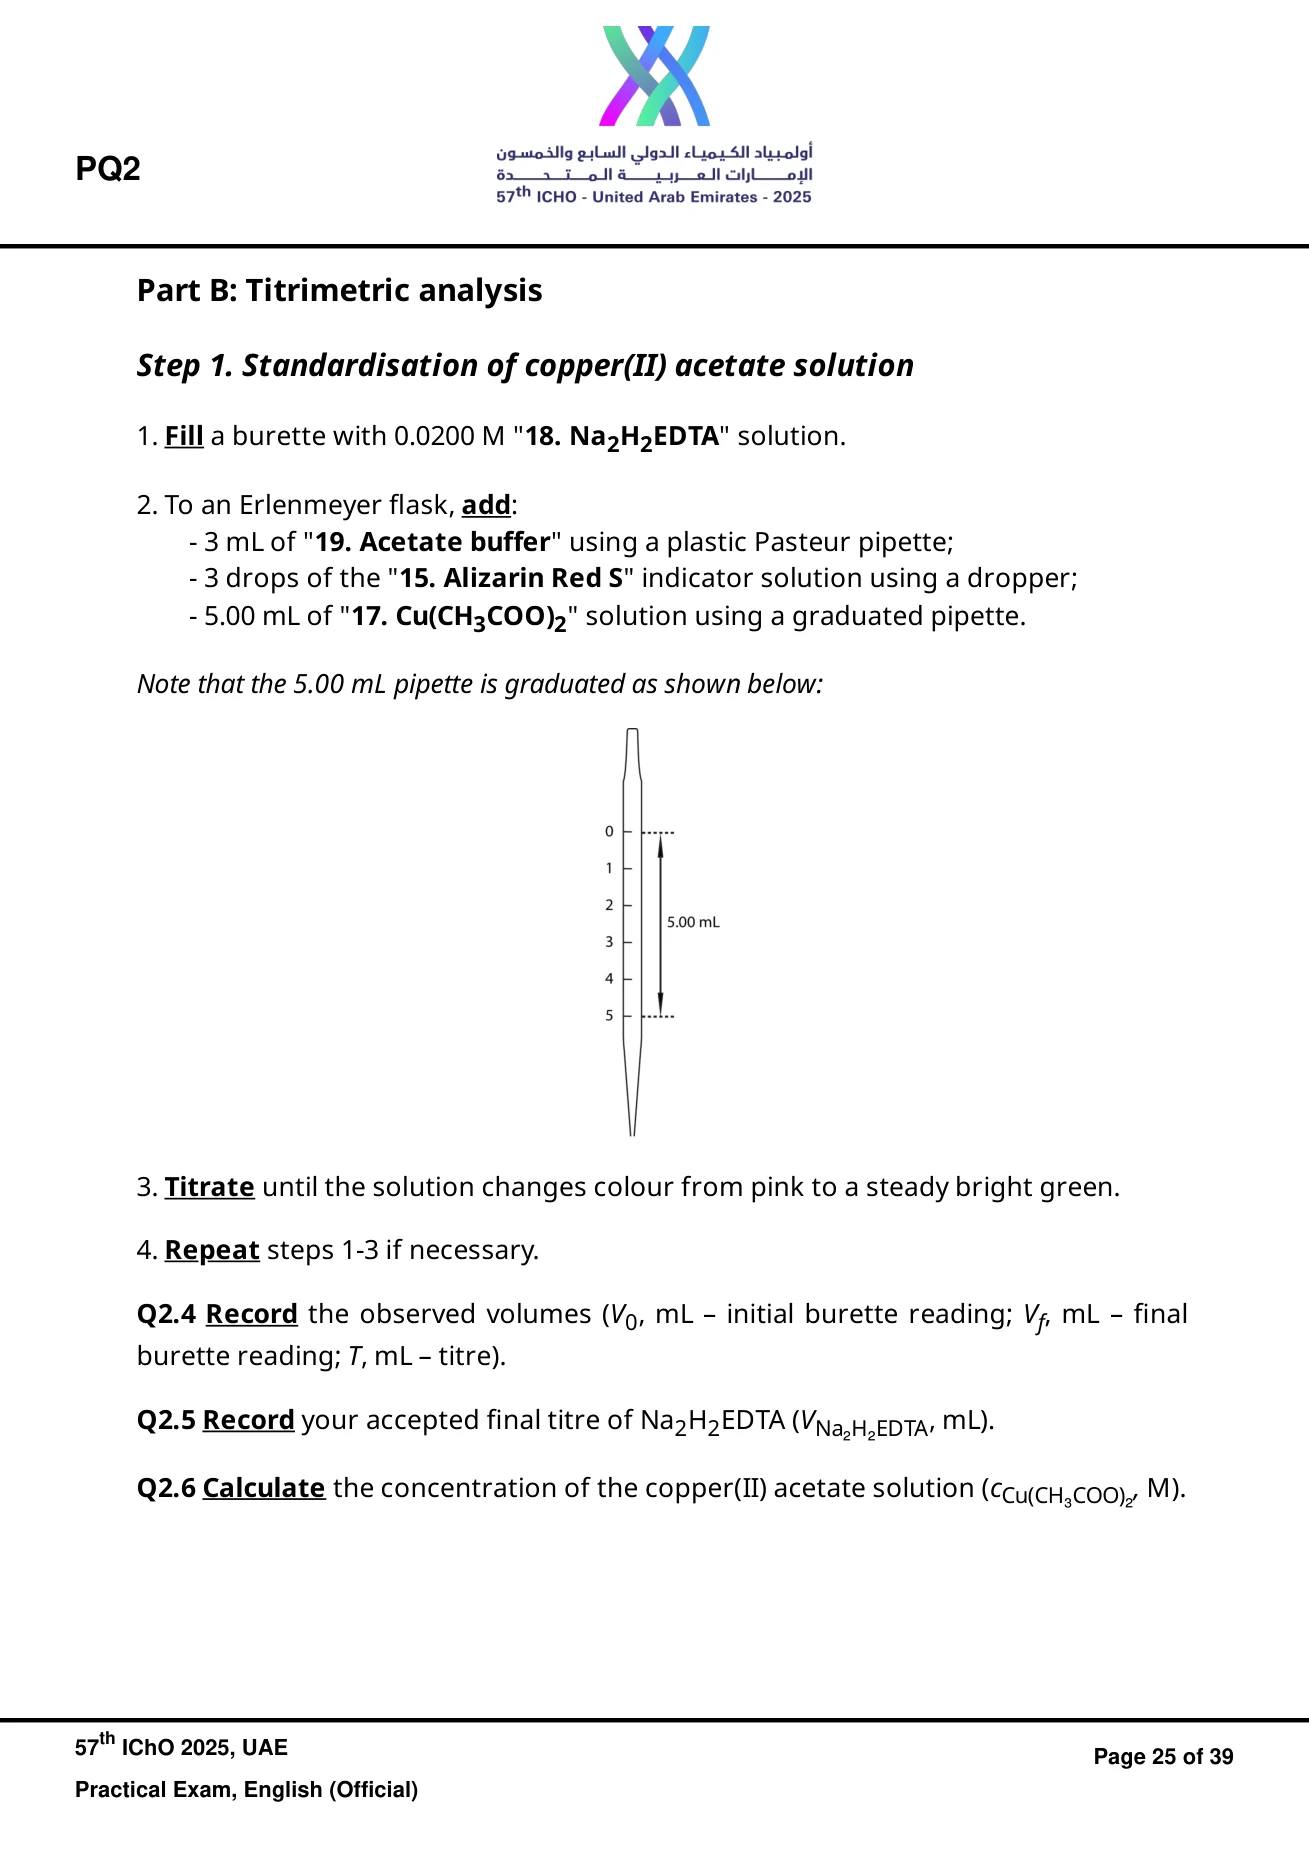 PQ2
أولمبياد الكيمياء الدولي السابع والخمسون
الإمـــارات العـــربيـــة المـــتـــحـــدة
57th ICHO - United Arab Emirates - 2025
Part B: Titrimetric analysis
Step 1. Standardisation of copper(II) acetate solution
1. Fill a burette with 0.0200 M "18. Na2H2EDTA" solution.
2. To an Erlenmeyer flask, add:
- 3 mL of "19. Acetate buffer" using a plastic Pasteur pipette;
- 3 drops of the "15. Alizarin Red S" indicator solution using a dropper;
- 5.00 mL of "17. Cu(CH3COO)2" solution using a graduated pipette.
Note that the 5.00 mL pipette is graduated as shown below:
0
1
2
5.00 mL
3
4
5
3. Titrate until the solution changes colour from pink to a steady bright green.
4. Repeat steps 1-3 if necessary.
Q2.4 Record the observed volumes (V0, mL – initial burette reading; Vf, mL – final
burette reading; T, mL – titre).
Q2.5 Record your accepted final titre of Na2H2EDTA (VNa2H2EDTA, mL).
Q2.6 Calculate the concentration of the copper(II) acetate solution (cCu(CH3COO)2, M).
57th IChO 2025, UAE
Page 25 of 39
Practical Exam, English (Official)